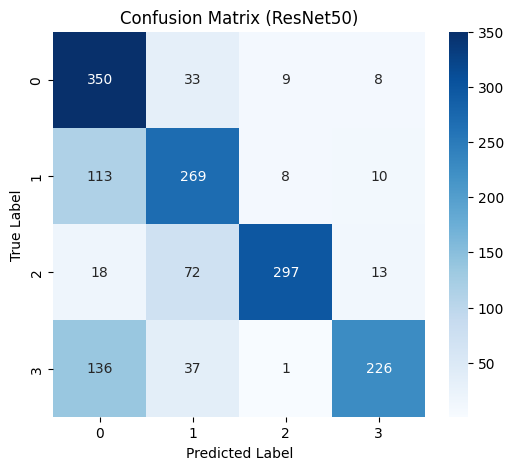 Confusion Matrix (ResNet50)
0 350 33 9 8
1 113 269 8 10
2 18 72 297 13
3 136 37 1 226
0 1 2 3
Predicted Label
True Label
350
300
250
200
150
100
50